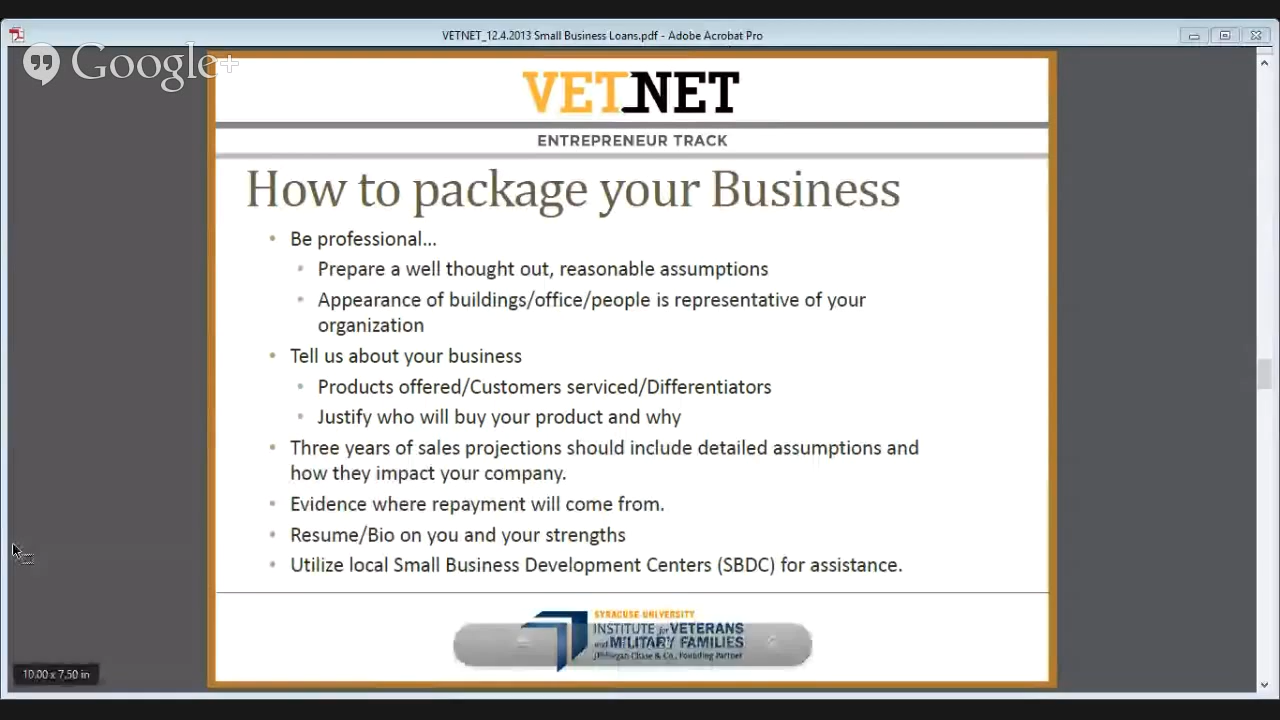 VETNET_12.4.2013 Small Business Loans.pdf - Adobe Acrobat Pro
Google+
VETNET
ENTREPRENEUR TRACK
How to package your Business
• Be professional...
• Prepare a well thought out, reasonable assumptions
• Appearance of buildings/office/people is representative of your
organization
• Tell us about your business
• Products offered/Customers serviced/Differentiators
• Justify who will buy your product and why
• Three years of sales projections should include detailed assumptions and
how they impact your company.
• Evidence where repayment will come from.
• Resume/Bio on you and your strengths
• Utilize local Small Business Development Centers (SBDC) for assistance.
SYRACUSE UNIVERSITY
INSTITUTE for VETERANS
and MILITARY FAMILIES
JPMorgan Chase & Co., Founding Partner
10.00 x 7.50 in